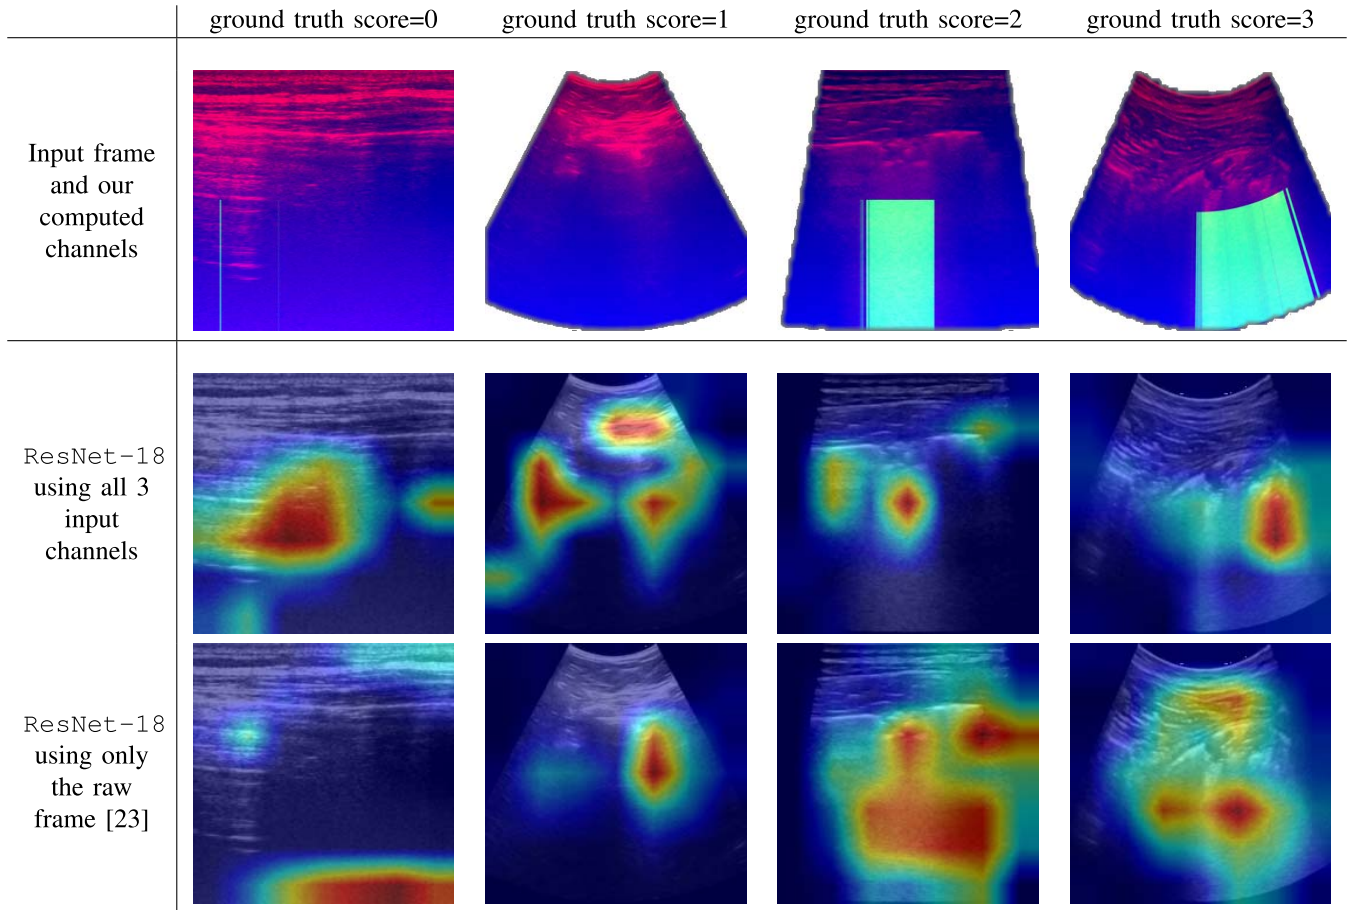 ground truth score=0
ground truth score=1
ground truth score=2
ground truth score=3
Input frame
and our
computed
channels
ResNet-18
using all 3
input
channels
ResNet-18
using only
the raw
frame [23]